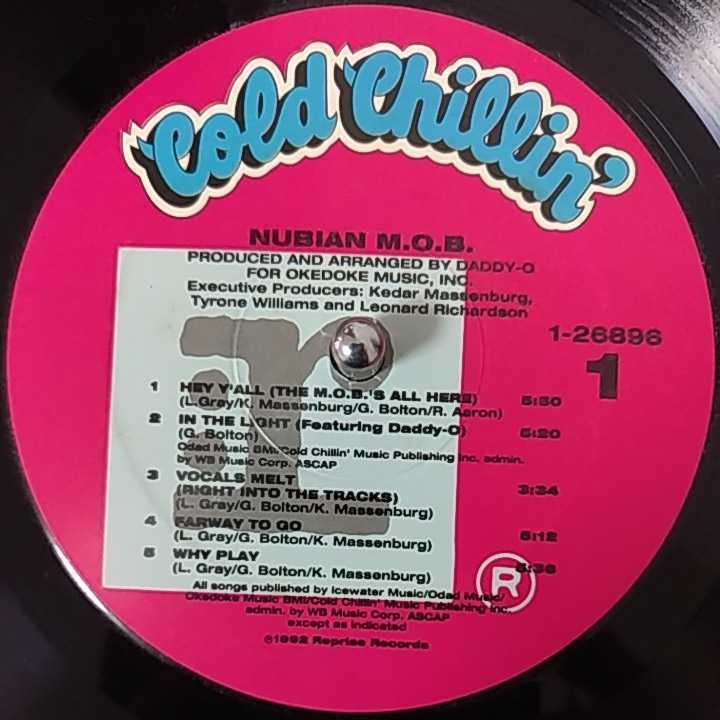 Cold Chillin'
NUBIAN M.O.B.
PRODUCED AND ARRANGED BY DADDY-O
FOR OKEDOKE MUSIC, INC.
Executive Producers: Kedar Massenburg,
Tyrone Williams and Leonard Richardson
1-26896
1
1 HEY Y'ALL (THE M.O.B.'S ALL HERE) 5:50
(L.Gray/K. Massenburg/G. Bolton/R. Aaron)
2 IN THE LIGHT (Featuring Daddy-O) 5:20
(G. Bolton)
Odad Music BMI/Cold Chillin' Music Publishing Inc. admin.
by WB Music Corp. ASCAP
3 VOCALS MELT
(RIGHT INTO THE TRACKS) 3:34
(L. Gray/G. Bolton/K. Massenburg)
4 FARWAY TO GO 5:12
(L. Gray/G. Bolton/K. Massenburg)
5 WHY PLAY 5:36
(L. Gray/G. Bolton/K. Massenburg)
R
All songs published by Icewater Music/Odad Music/
Okedoke Music BMI/Cold Chillin' Music Publishing Inc.
admin. by WB Music Corp. ASCAP
except as indicated
℗1992 Reprise Records